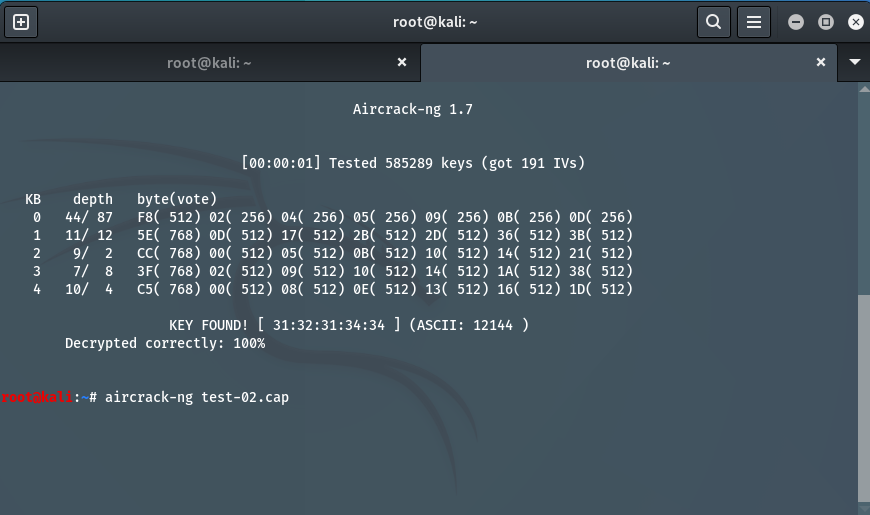 root@kali: ~
root@kali: ~
root@kali: ~
Aircrack-ng 1.7
[00:00:01] Tested 585289 keys (got 191 IVs)
KB depth byte(vote)
0 44/ 87 F8( 512) 02( 256) 04( 256) 05( 256) 09( 256) 0B( 256) 0D( 256)
1 11/ 12 5E( 768) 0D( 512) 17( 512) 2B( 512) 2D( 512) 36( 512) 3B( 512)
2 9/ 2 CC( 768) 00( 512) 05( 512) 0B( 512) 10( 512) 14( 512) 21( 512)
3 7/ 8 3F( 768) 02( 512) 09( 512) 10( 512) 14( 512) 1A( 512) 38( 512)
4 10/ 4 C5( 768) 00( 512) 08( 512) 0E( 512) 13( 512) 16( 512) 1D( 512)
KEY FOUND! [ 31:32:31:34:34 ] (ASCII: 12144 )
Decrypted correctly: 100%
root@kali:~# aircrack-ng test-02.cap